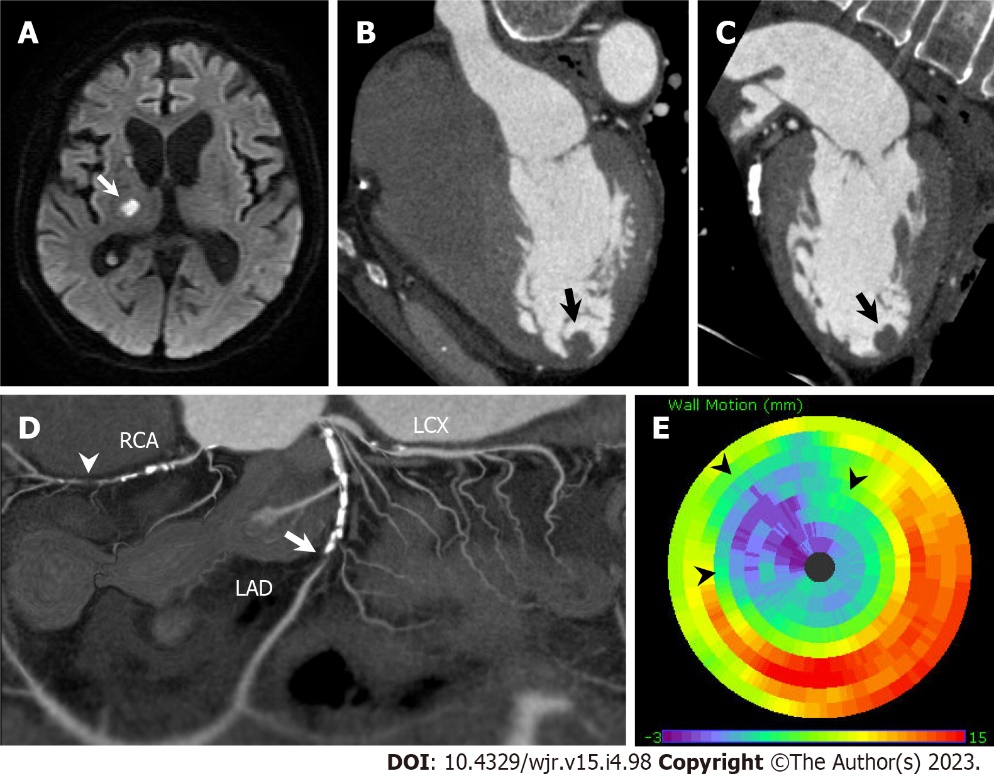 A
B
C
D
RCA
LCX
LAD
E
Wall Motion (mm)
-3
15
DOI: 10.4329/wjr.v15.i4.98 Copyright ©The Author(s) 2023.